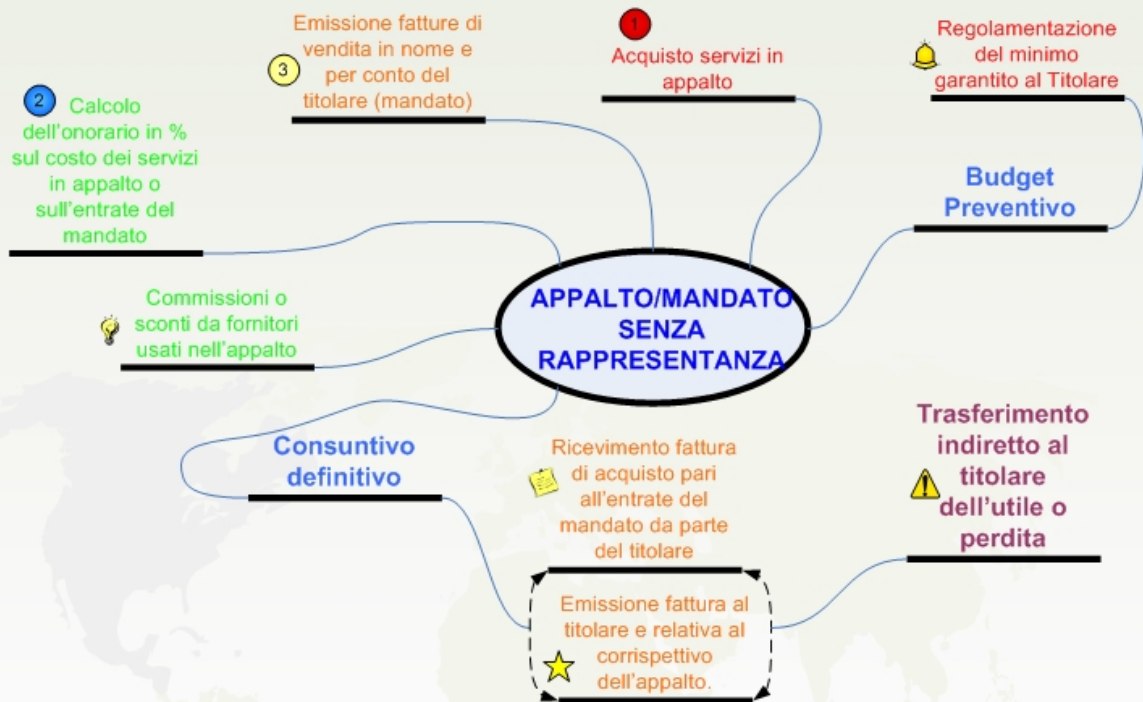 Emissione fatture di
vendita in nome e
per conto del
titolare (mandato)
3
1
Acquisto servizi in
appalto
Regolamentazione
del minimo
garantito al Titolare
2
Calcolo
dell'onorario in %
sul costo dei servizi
in appalto o
sull'entrate del
mandato
Budget
Preventivo
Commissioni o
sconti da fornitori
usati nell'appalto
APPALTO/MANDATO
SENZA
RAPPRESENTANZA
Consuntivo
definitivo
Ricevimento fattura
di acquisto pari
all'entrate del
mandato da parte
del titolare
Emissione fattura al
titolare e relativa al
corrispettivo
dell'appalto.
Trasferimento
indiretto al
titolare
dell'utile o
perdita